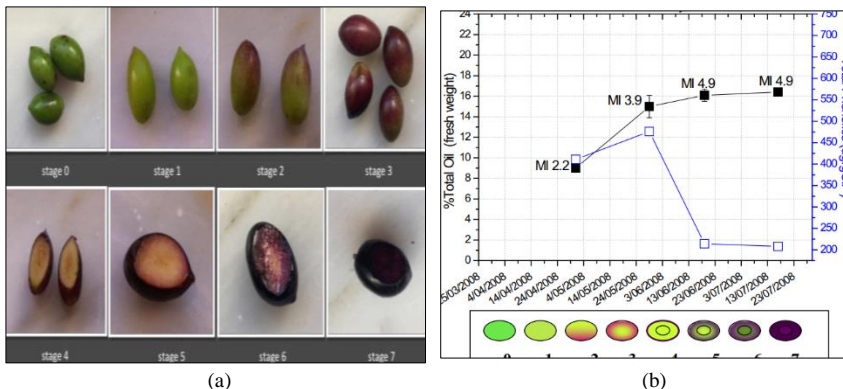 stage 0
stage 1
stage 2
stage 3
stage 4
stage 5
stage 6
stage 7
(a)
%Total Oil (fresh weight)
24
22
20
18
16
14
12
10
8
6
4
2
0
MI 2.2
MI 3.9
MI 4.9
MI 4.9
750
700
650
600
550
500
450
400
350
300
250
200
4/04/2008
14/04/2008
24/04/2008
4/05/2008
14/05/2008
24/05/2008
3/06/2008
13/06/2008
23/06/2008
3/07/2008
13/07/2008
23/07/2008
(b)